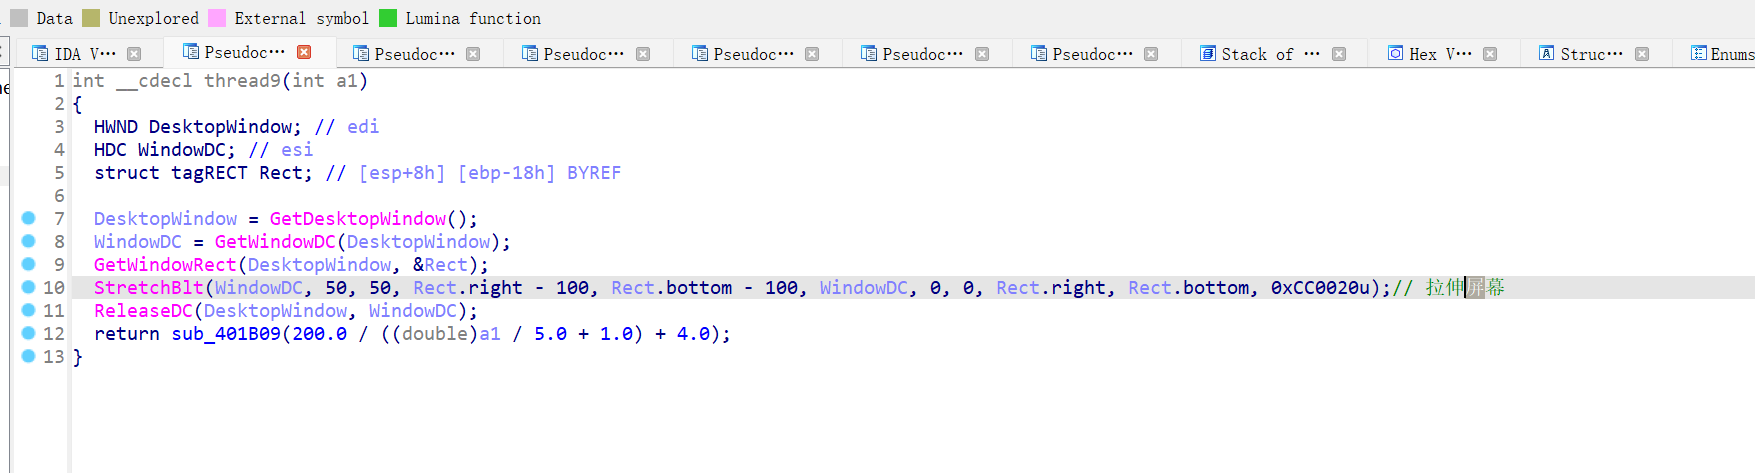 Data Unexplored External symbol Lumina function
IDA V··· Pseudoc··· Pseudoc··· Pseudoc··· Pseudoc··· Pseudoc··· Pseudoc··· Stack of ··· Hex V··· Struc··· Enums
1 int __cdecl thread9(int a1)
2 {
3 HWND DesktopWindow; // edi
4 HDC WindowDC; // esi
5 struct tagRECT Rect; // [esp+8h] [ebp-18h] BYREF
6
7 DesktopWindow = GetDesktopWindow();
8 WindowDC = GetWindowDC(DesktopWindow);
9 GetWindowRect(DesktopWindow, &Rect);
10 StretchBlt(WindowDC, 50, 50, Rect.right - 100, Rect.bottom - 100, WindowDC, 0, 0, Rect.right, Rect.bottom, 0xCC0020u);// 拉伸屏幕
11 ReleaseDC(DesktopWindow, WindowDC);
12 return sub_401B09(200.0 / ((double)a1 / 5.0 + 1.0) + 4.0);
13 }